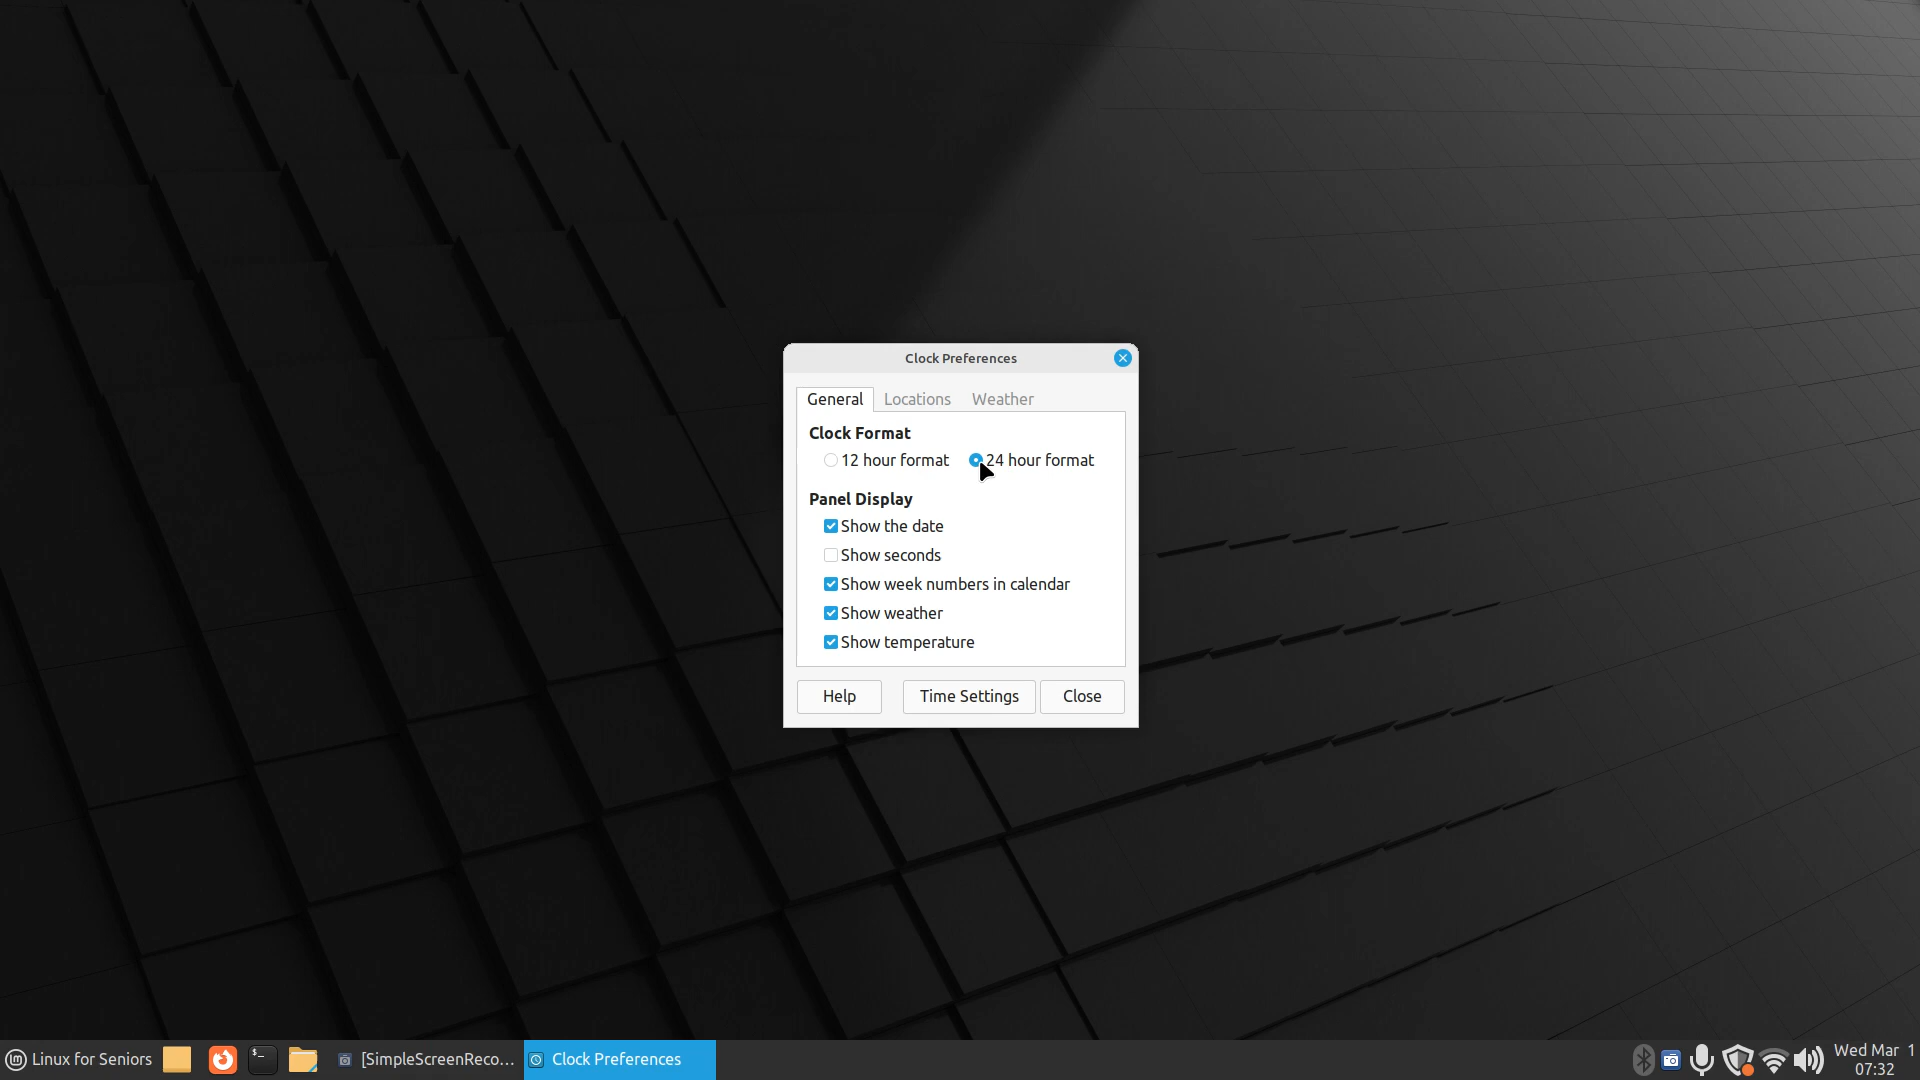 Clock Preferences
General Locations Weather
Clock Format
12 hour format 24 hour format
Panel Display
Show the date
Show seconds
Show week numbers in calendar
Show weather
Show temperature
Help Time Settings Close
Linux for Seniors [SimpleScreenReco... Clock Preferences
Wed Mar 1
07:32